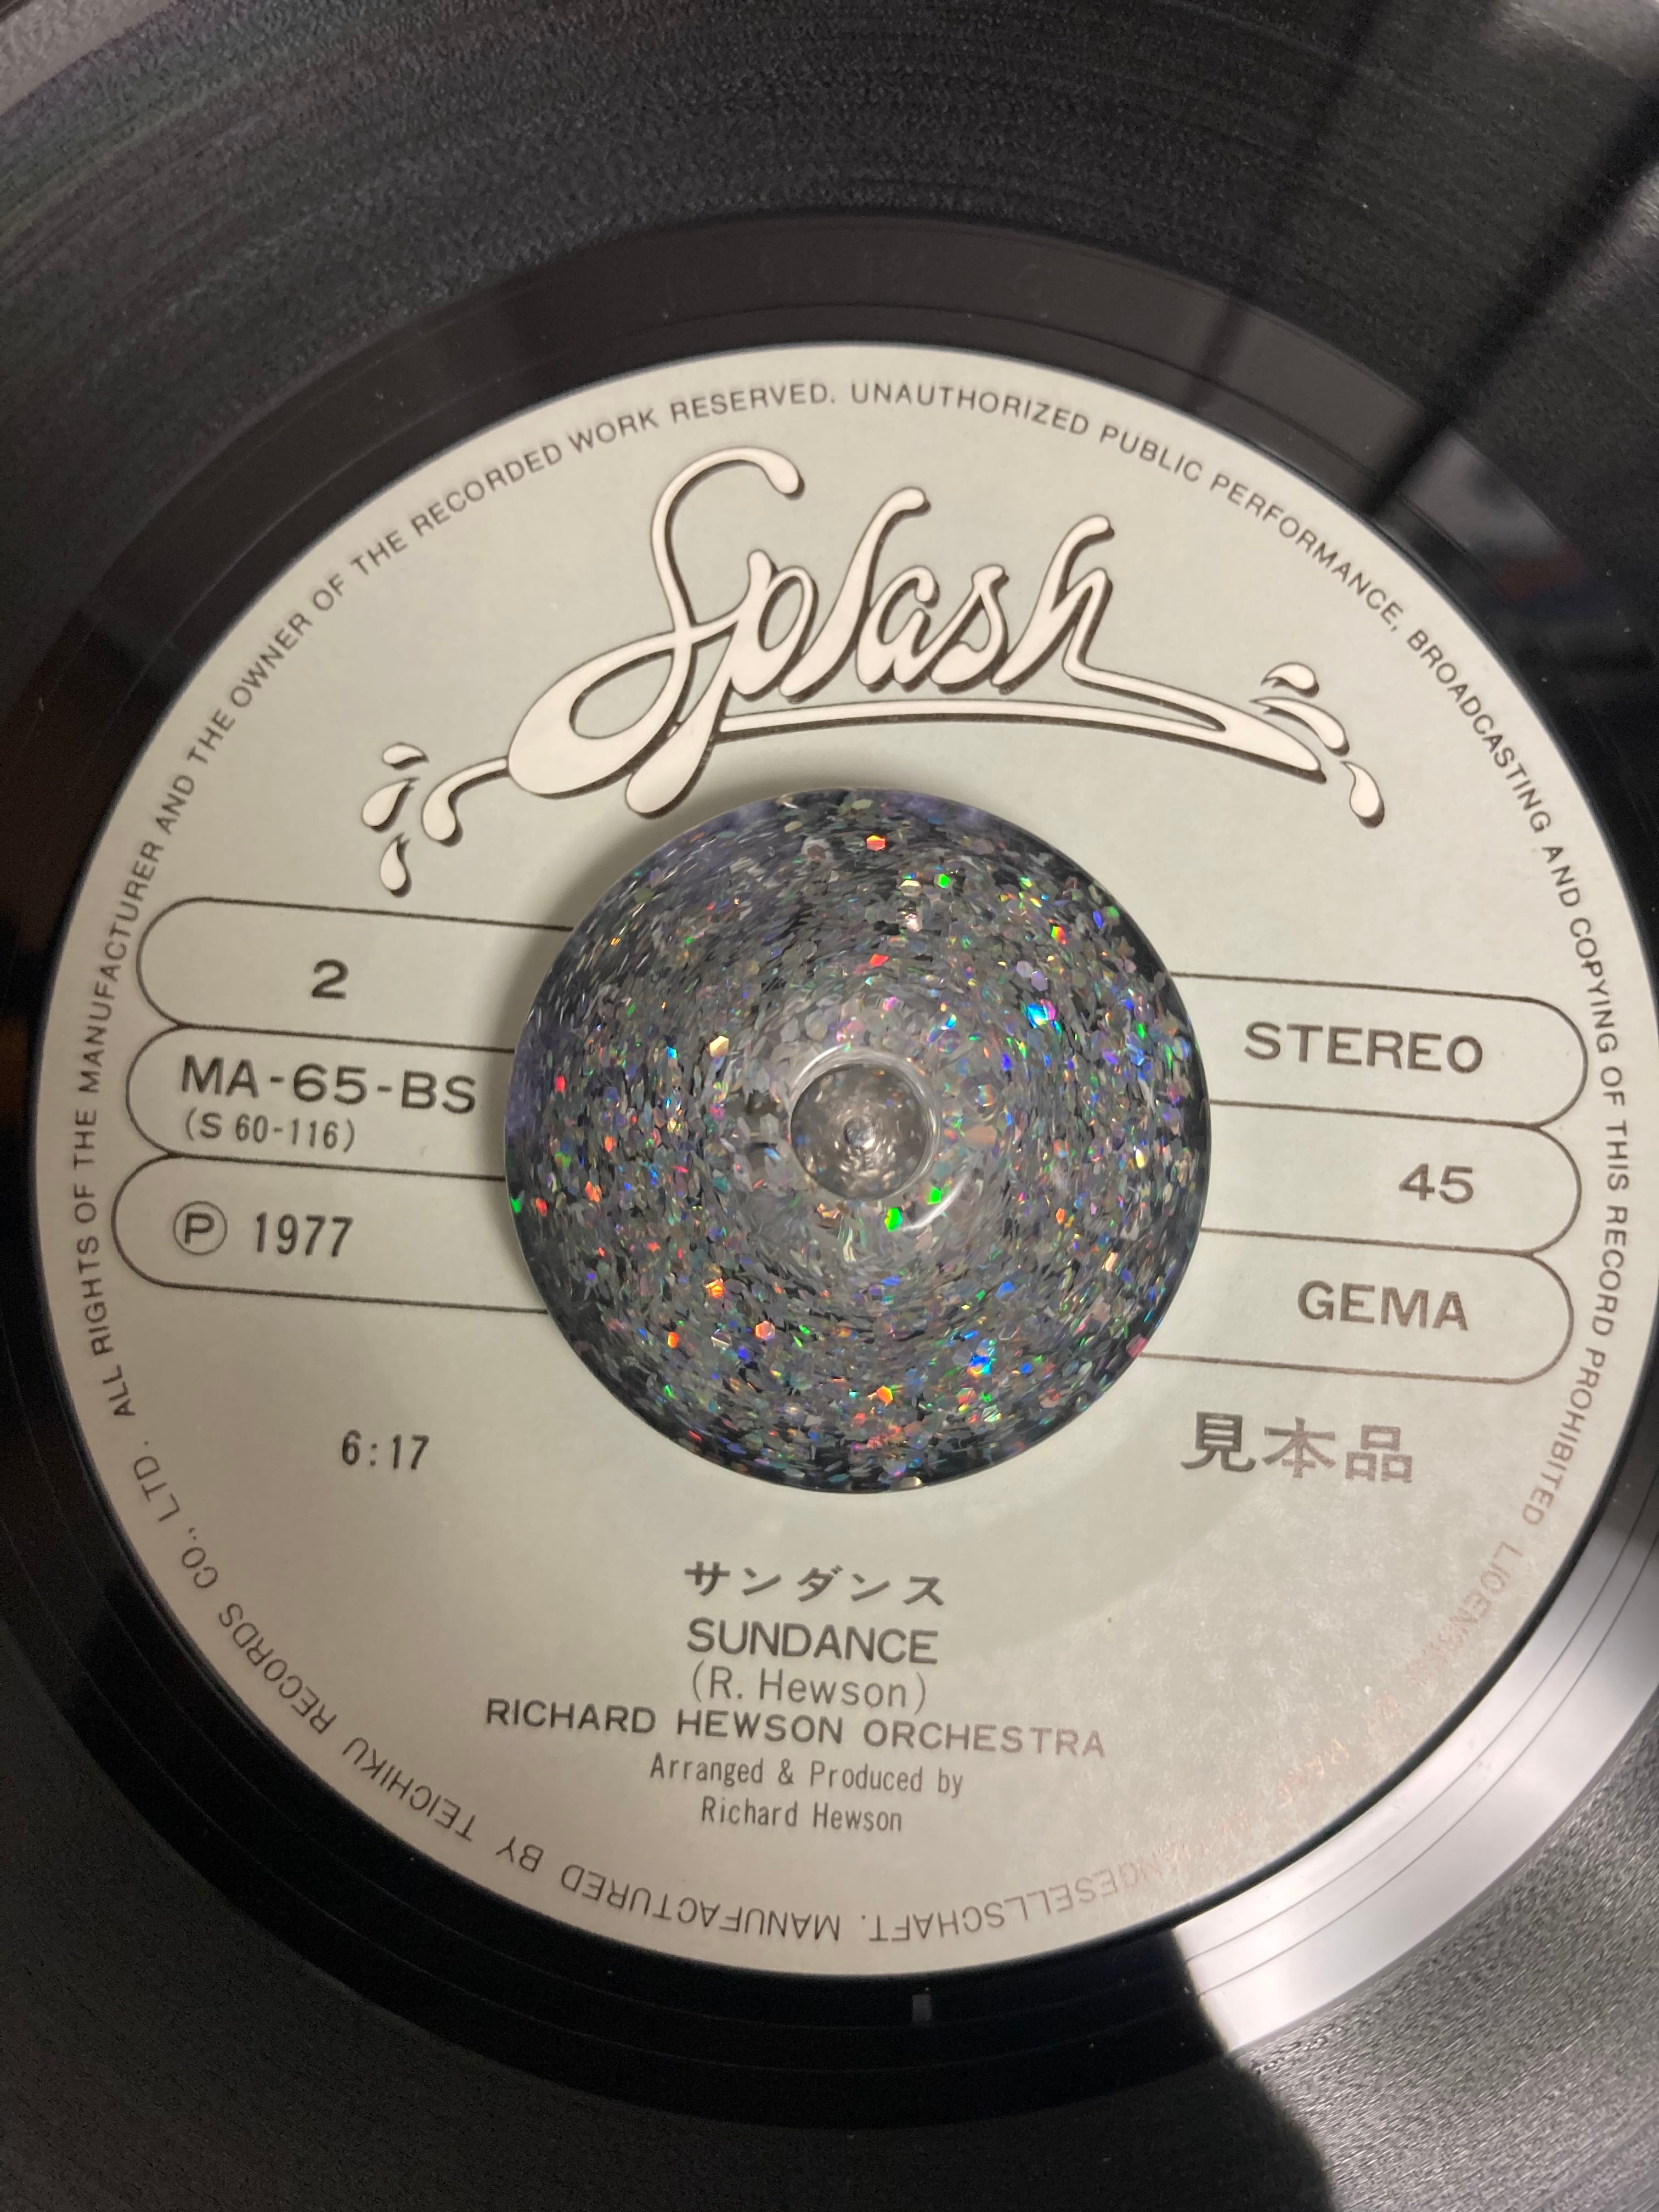 ALL RIGHTS OF THE MANUFACTURER AND THE OWNER OF THE RECORDED WORK RESERVED. UNAUTHORIZED PUBLIC PERFORMANCE, BROADCASTING AND COPYING OF THIS RECORD PROHIBITED
MANUFACTURED BY TEICHIKU RECORDS CO., LTD.
Splash
2
MA-65-BS
(S 60-116)
Ⓟ 1977
STEREO
45
GEMA
6:17
見本品
サンダンス
SUNDANCE
(R. Hewson)
RICHARD HEWSON ORCHESTRA
Arranged & Produced by
Richard Hewson